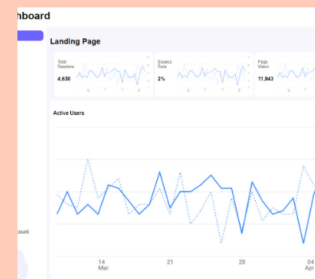 hboard
Landing Page
Total
Sessions
4,630
Bounce
Rate
2%
Page
Views
11,843
Active Users
14
Mar
21
28
04
Apr